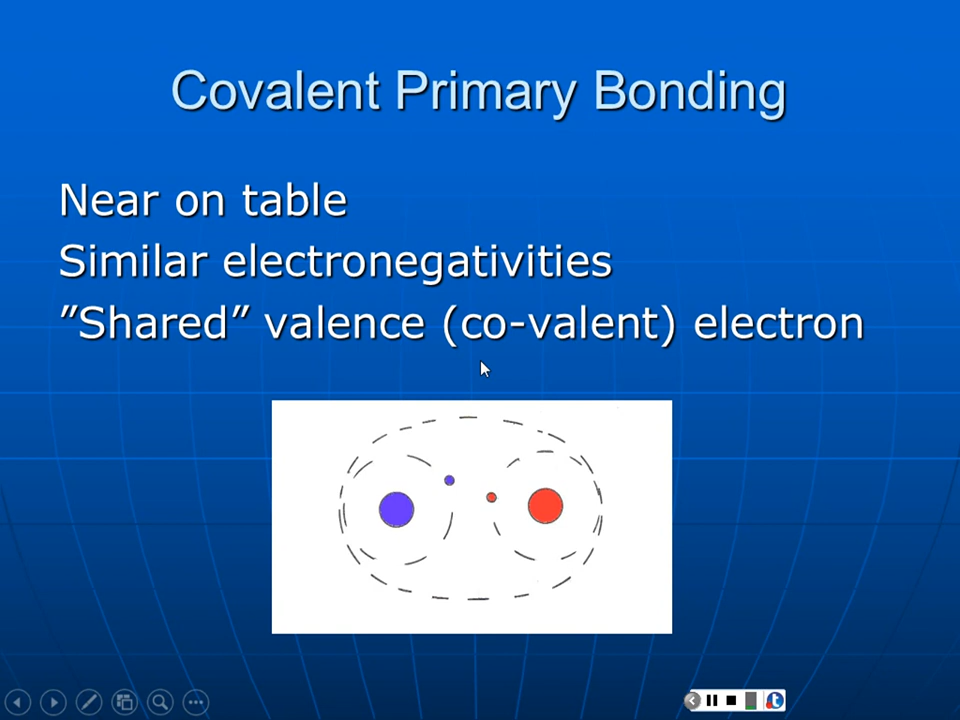 Covalent Primary Bonding
Near on table
Similar electronegativities
”Shared” valence (co-valent) electron